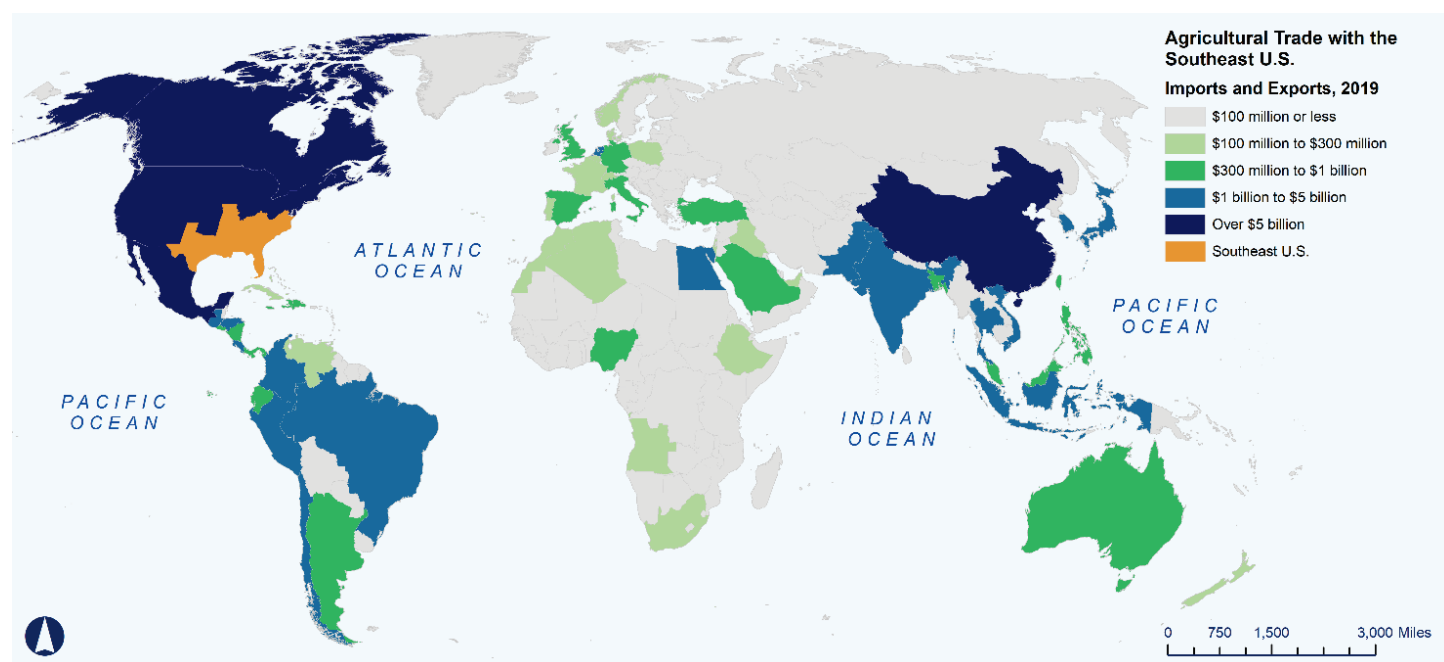 Agricultural Trade with the
Southeast U.S.
Imports and Exports, 2019
$100 million or less
$100 million to $300 million
$300 million to $1 billion
$1 billion to $5 billion
Over $5 billion
Southeast U.S.
ATLANTIC
OCEAN
PACIFIC
OCEAN
PACIFIC
OCEAN
INDIAN
OCEAN
0 750 1,500 3,000 Miles